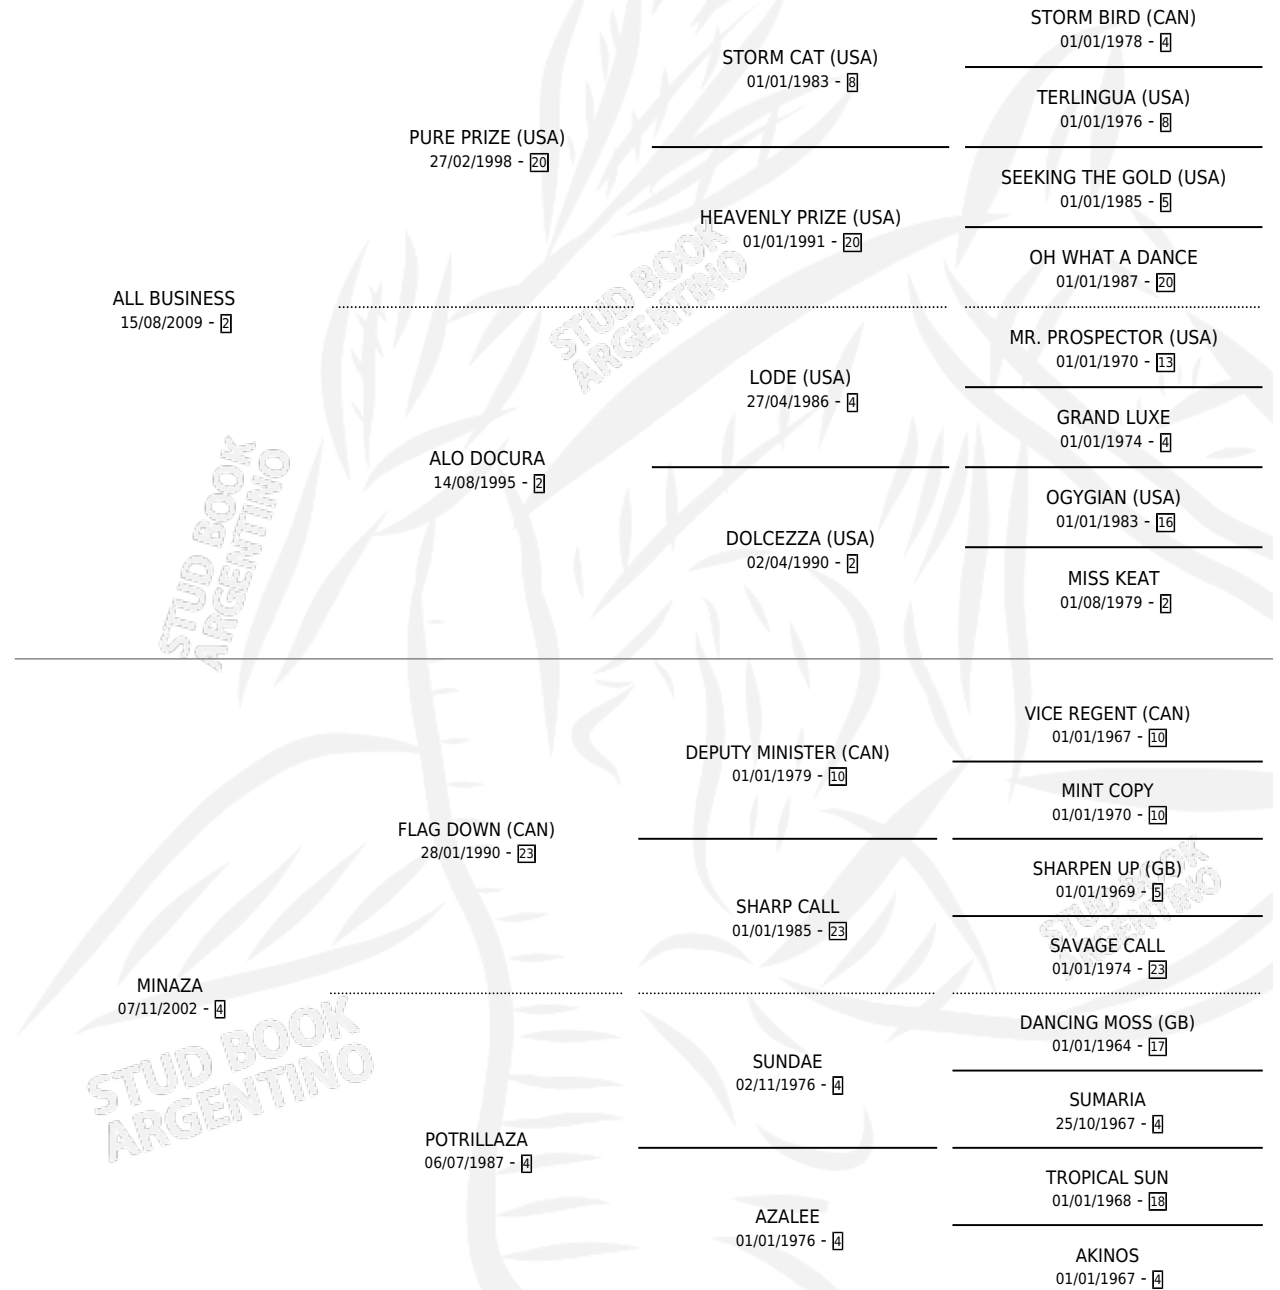 STORM BIRD (CAN)
01/01/1978 - 4
STORM CAT (USA)
01/01/1983 - 8
TERLINGUA (USA)
01/01/1976 - 8
PURE PRIZE (USA)
27/02/1998 - 20
SEEKING THE GOLD (USA)
01/01/1985 - 5
HEAVENLY PRIZE (USA)
01/01/1991 - 20
OH WHAT A DANCE
01/01/1987 - 20
ALL BUSINESS
15/08/2009 - 2
STUD BOOK
ARGENTINO
MR. PROSPECTOR (USA)
01/01/1970 - 13
LODE (USA)
27/04/1986 - 4
GRAND LUXE
01/01/1974 - 4
ALO DOCURA
14/08/1995 - 2
OGYGIAN (USA)
01/01/1983 - 16
DOLCEZZA (USA)
02/04/1990 - 2
MISS KEAT
01/08/1979 - 2
STUD BOOK
ARGENTINO
VICE REGENT (CAN)
01/01/1967 - 10
DEPUTY MINISTER (CAN)
01/01/1979 - 10
MINT COPY
01/01/1970 - 10
FLAG DOWN (CAN)
28/01/1990 - 23
SHARPEN UP (GB)
01/01/1969 - 5
SHARP CALL
01/01/1985 - 23
SAVAGE CALL
01/01/1974 - 23
STUD BOOK
ARGENTINO
MINAZA
07/11/2002 - 4
DANCING MOSS (GB)
01/01/1964 - 17
SUNDAE
02/11/1976 - 4
SUMARIA
25/10/1967 - 4
STUD BOOK
ARGENTINO
POTRILLAZA
06/07/1987 - 4
TROPICAL SUN
01/01/1968 - 18
AZALEE
01/01/1976 - 4
AKINOS
01/01/1967 - 4